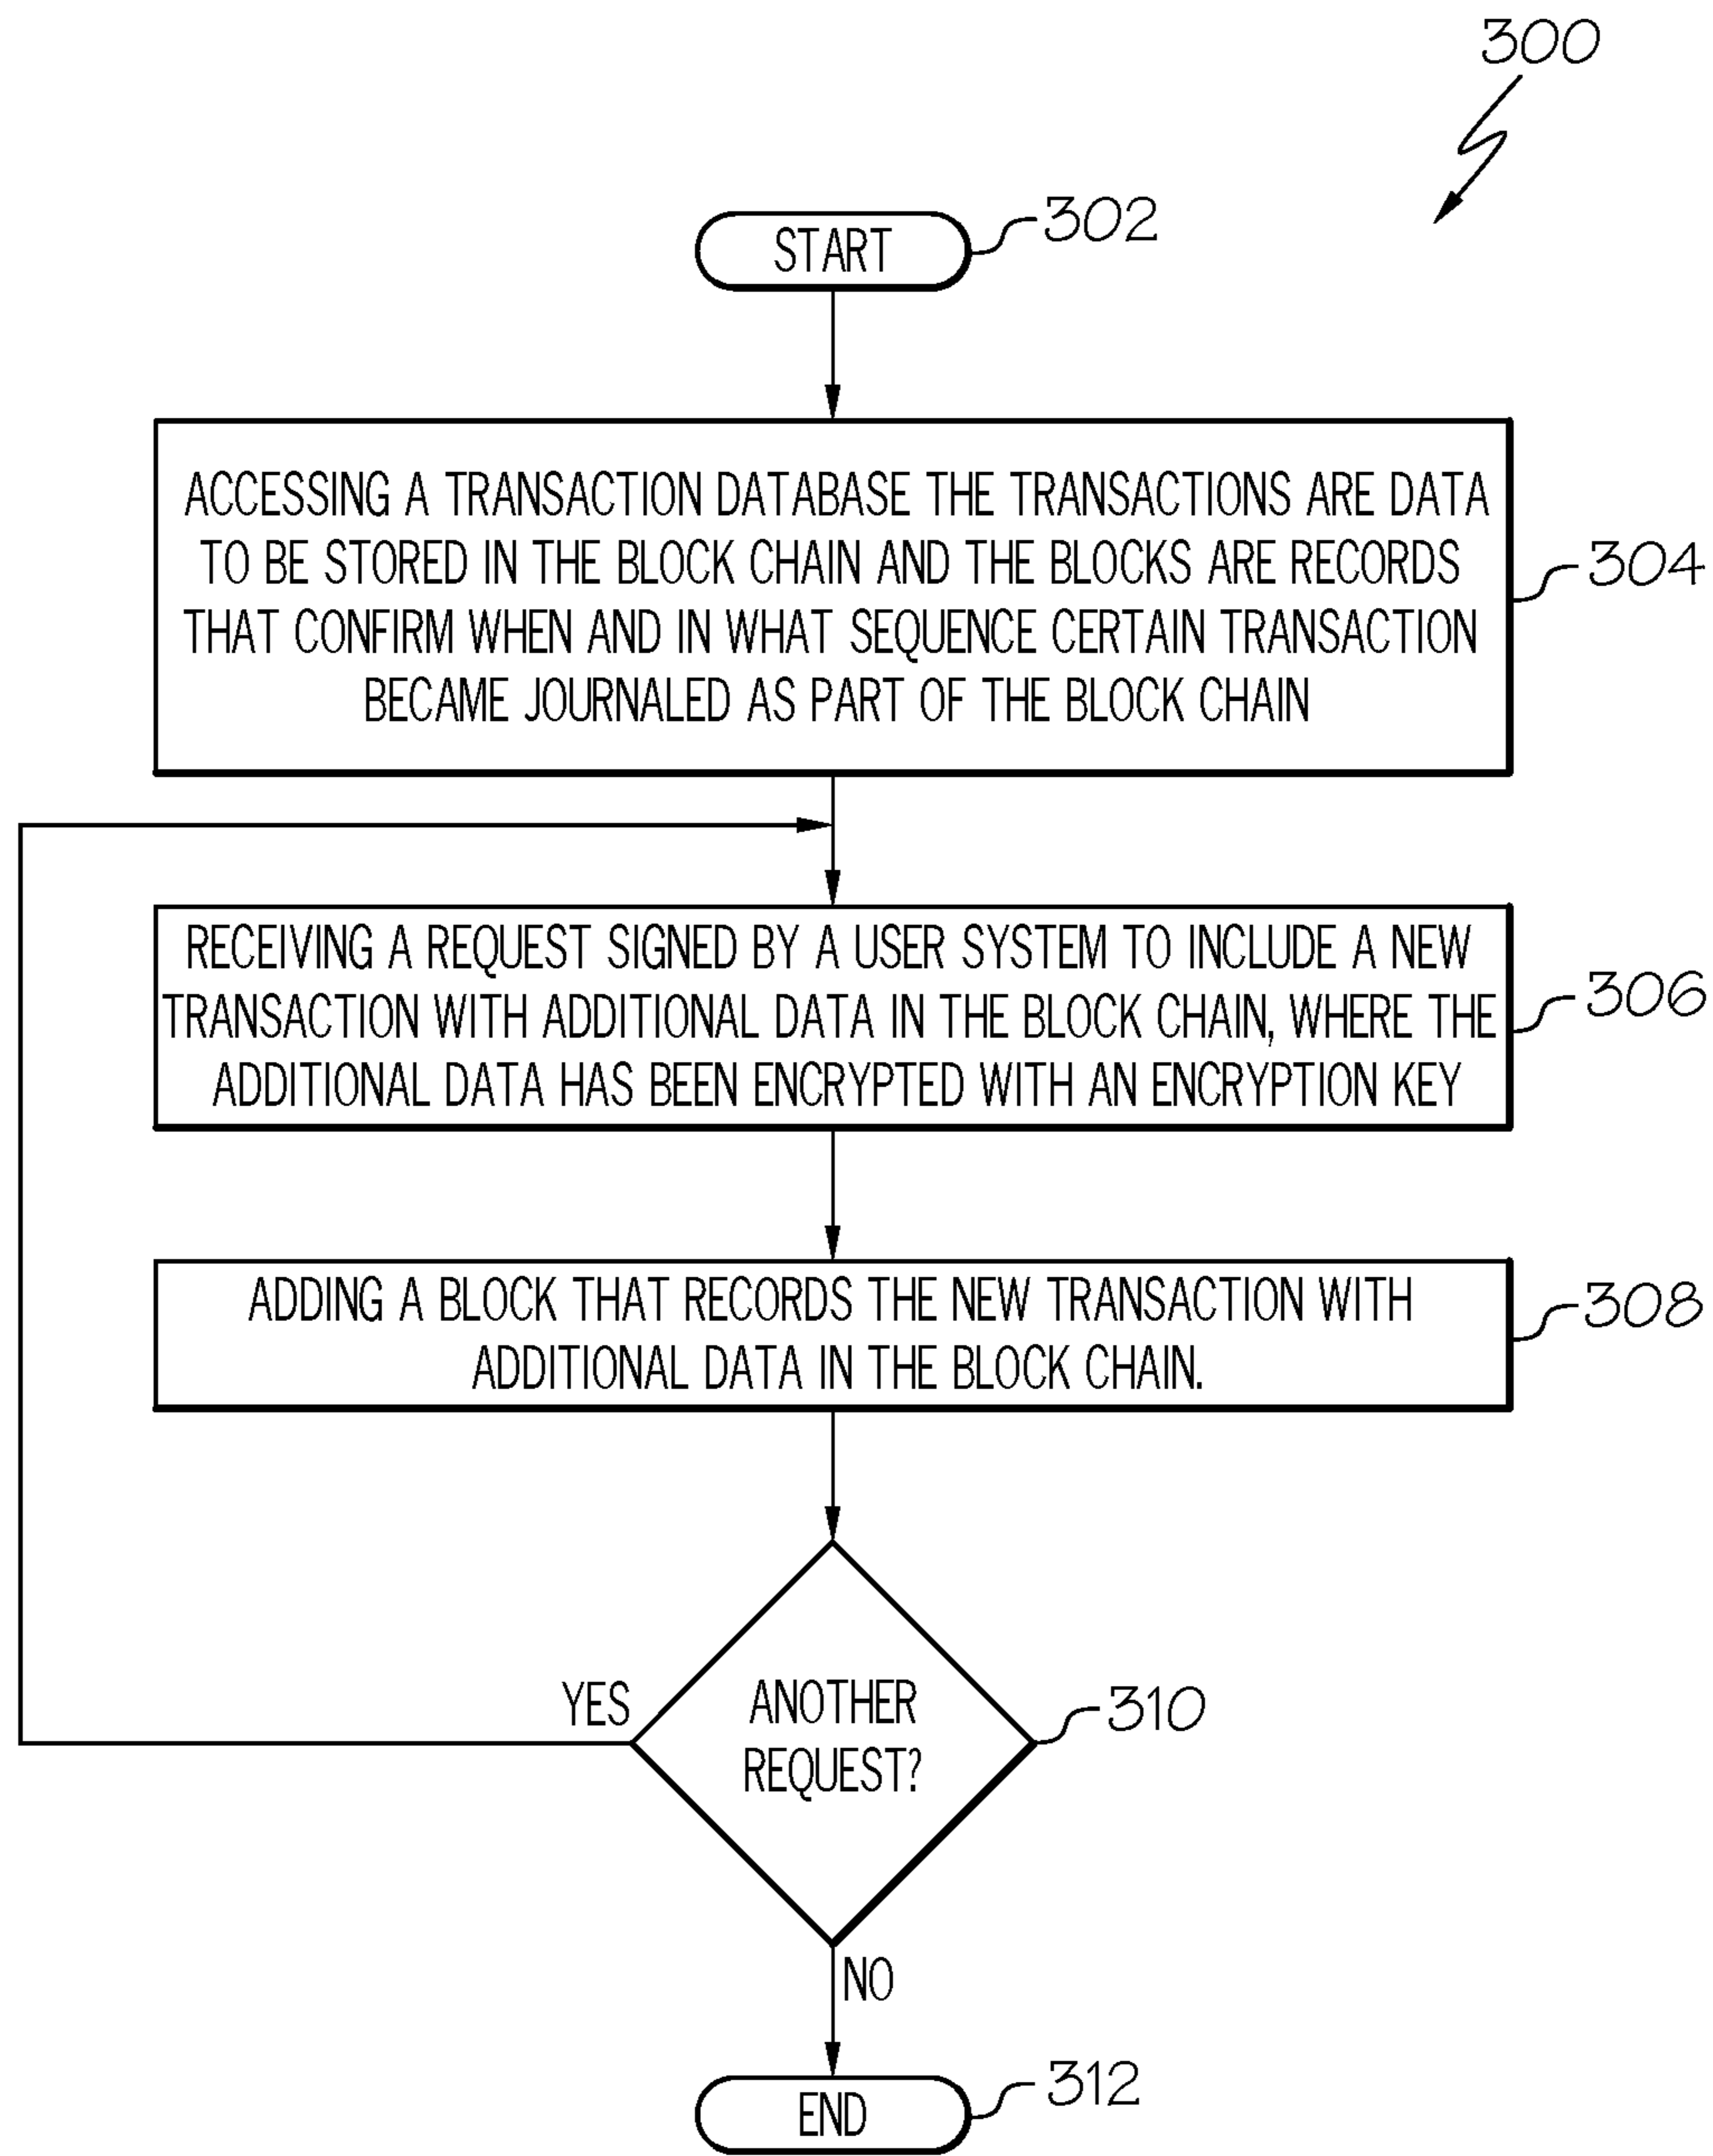 300
START
302
ACCESSING A TRANSACTION DATABASE THE TRANSACTIONS ARE DATA
TO BE STORED IN THE BLOCK CHAIN AND THE BLOCKS ARE RECORDS
THAT CONFIRM WHEN AND IN WHAT SEQUENCE CERTAIN TRANSACTION
BECAME JOURNALED AS PART OF THE BLOCK CHAIN
304
RECEIVING A REQUEST SIGNED BY A USER SYSTEM TO INCLUDE A NEW
TRANSACTION WITH ADDITIONAL DATA IN THE BLOCK CHAIN, WHERE THE
ADDITIONAL DATA HAS BEEN ENCRYPTED WITH AN ENCRYPTION KEY
306
ADDING A BLOCK THAT RECORDS THE NEW TRANSACTION WITH
ADDITIONAL DATA IN THE BLOCK CHAIN.
308
YES
ANOTHER
REQUEST?
310
NO
END
312